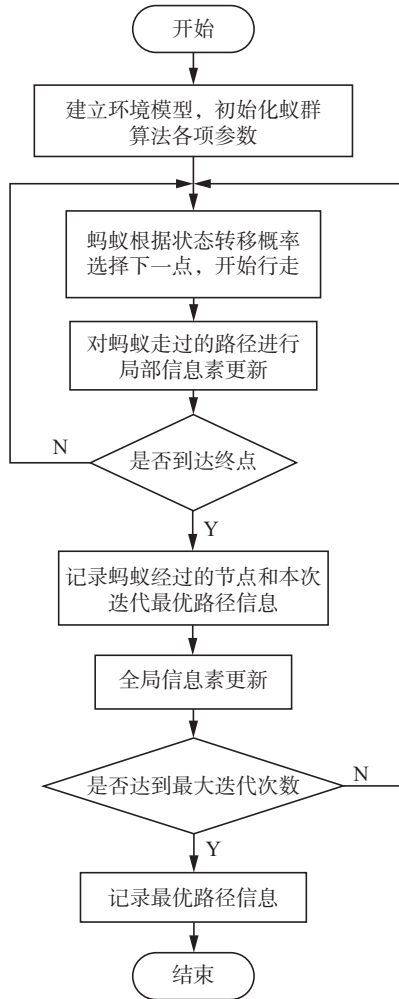 开始
建立环境模型，初始化蚁群
算法各项参数
蚂蚁根据状态转移概率
选择下一点，开始行走
对蚂蚁走过的路径进行
局部信息素更新
是否到达终点
N
Y
记录蚂蚁经过的节点和本次
迭代最优路径信息
全局信息素更新
是否达到最大迭代次数
N
Y
记录最优路径信息
结束